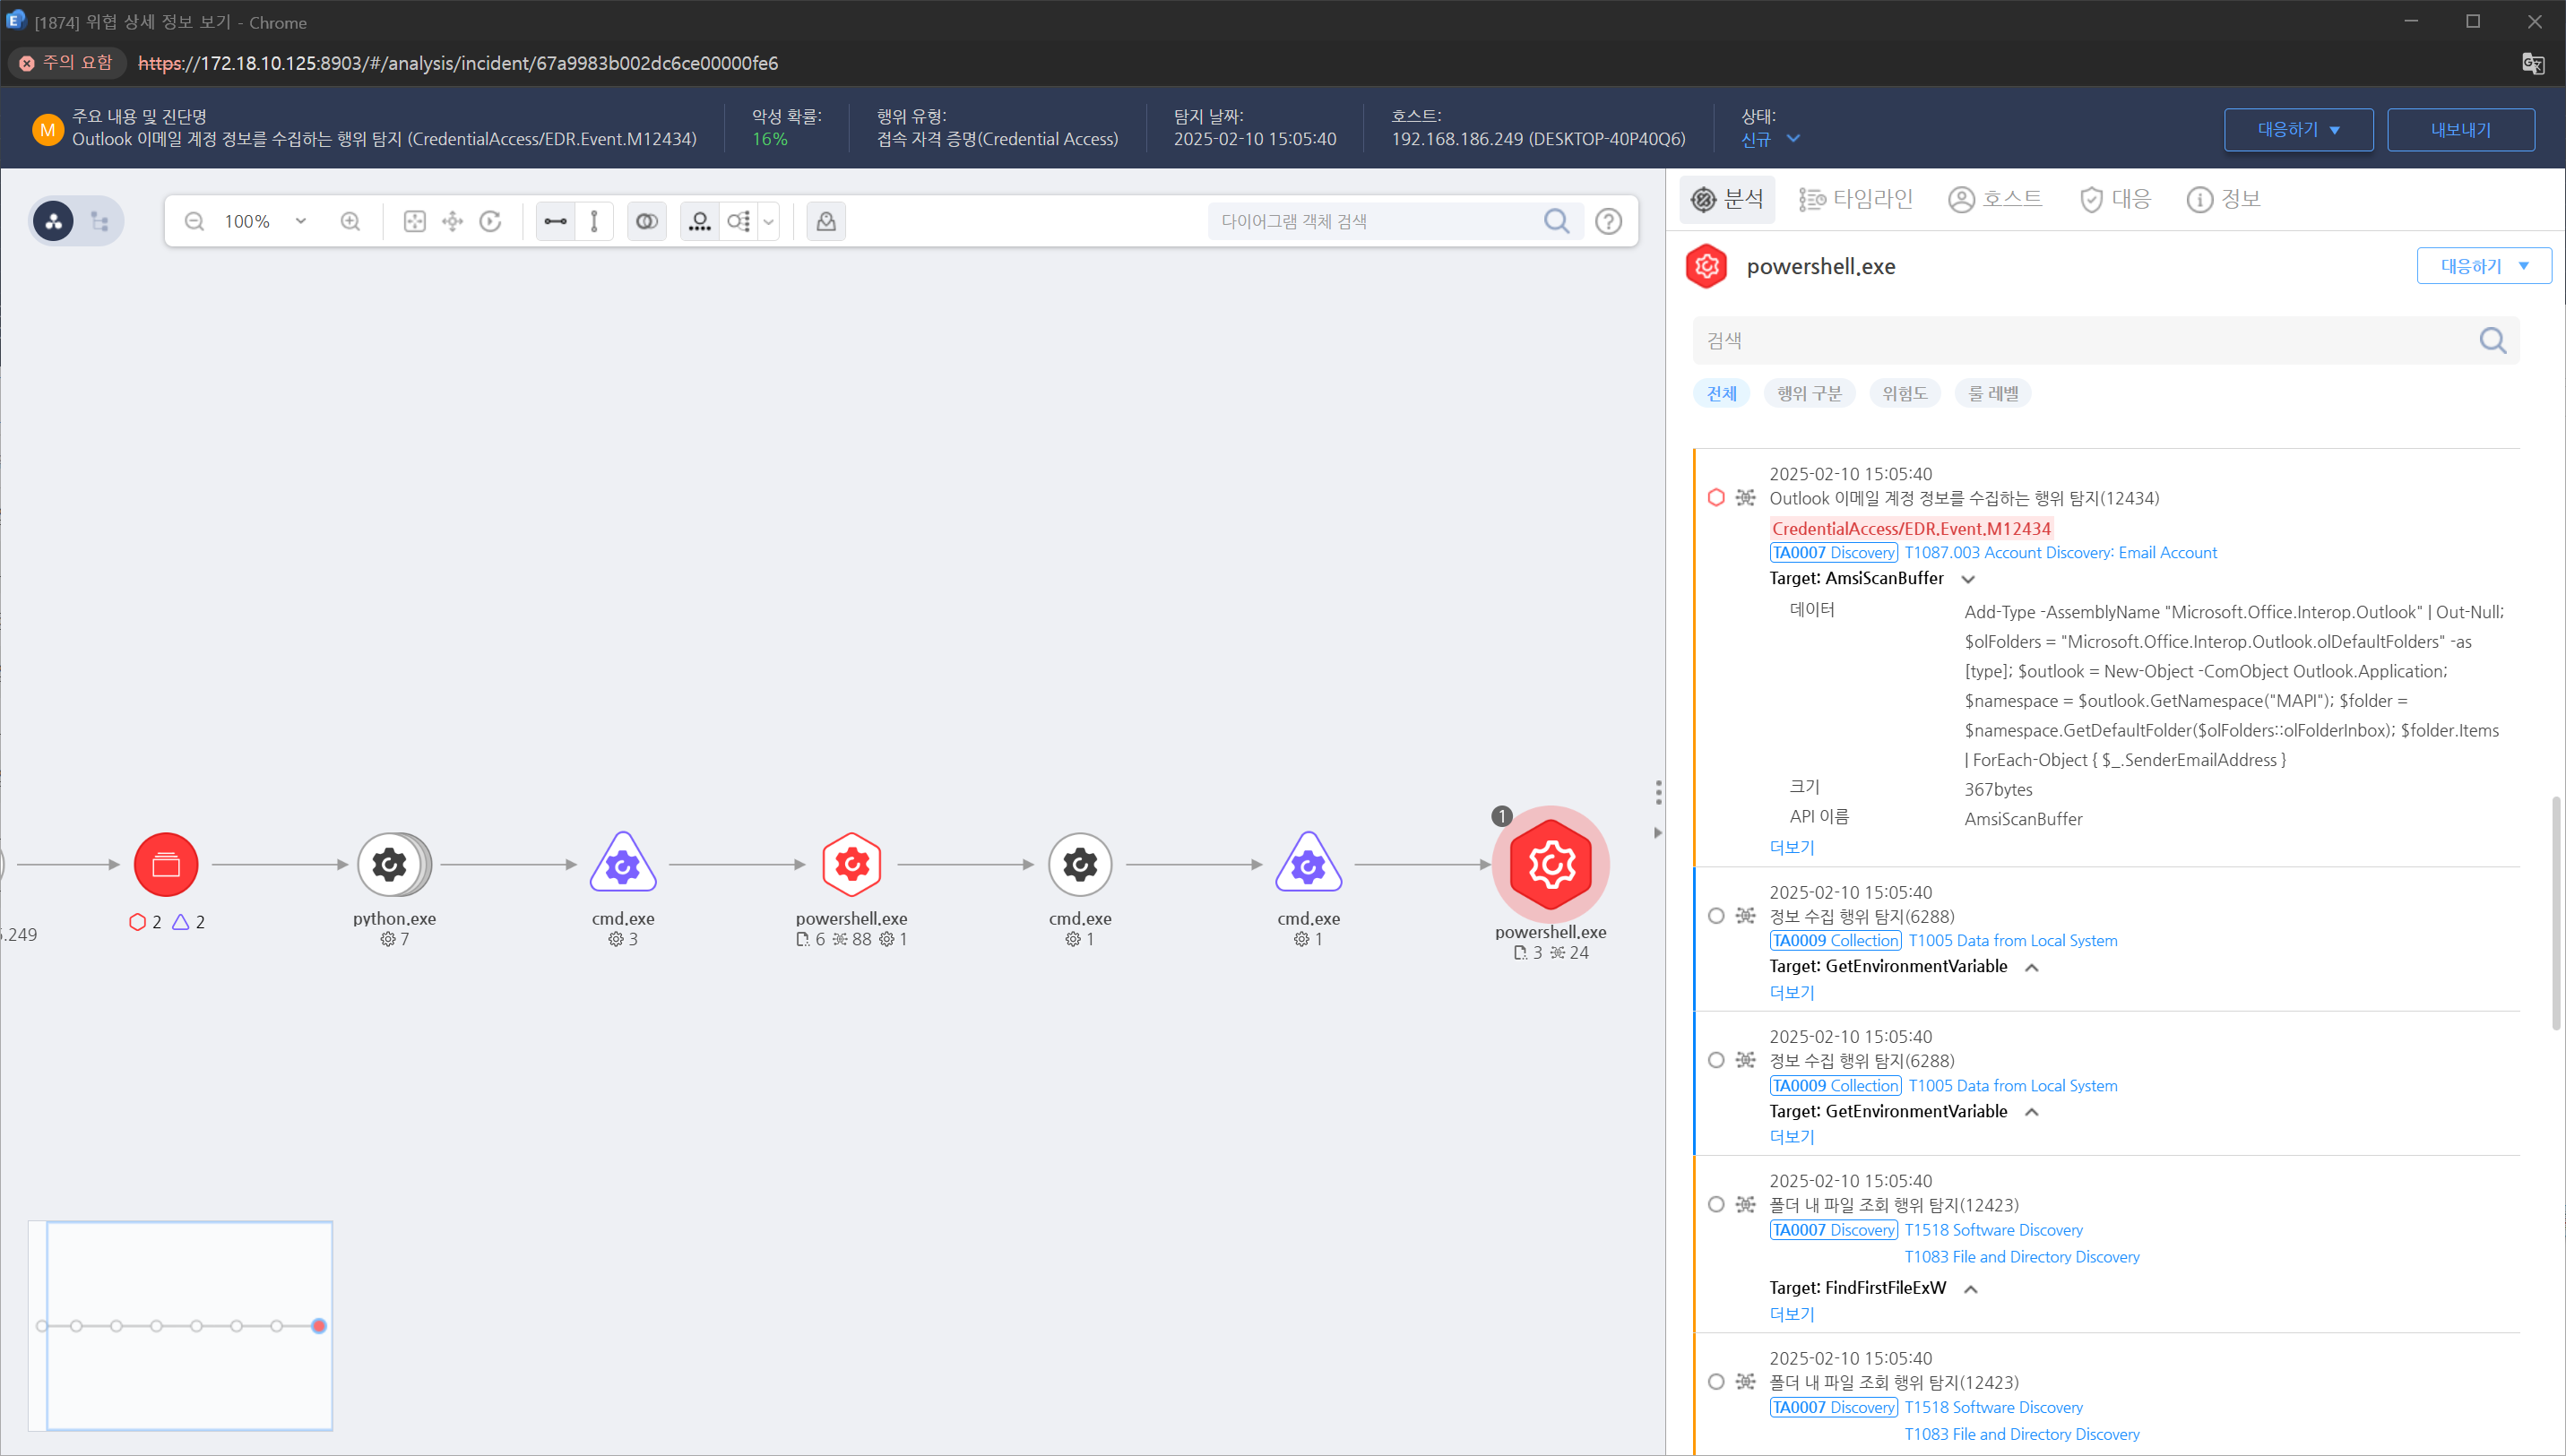 [1874] 위협 상세 정보 보기 - Chrome
주의 요함 https://172.18.10.125:8903/#/analysis/incident/67a9983b002dc6ce00000fe6
M
주요 내용 및 진단명
Outlook 이메일 계정 정보를 수집하는 행위 탐지 (CredentialAccess/EDR.Event.M12434)
악성 확률:
16%
행위 유형:
접속 자격 증명(Credential Access)
탐지 날짜:
2025-02-10 15:05:40
호스트:
192.168.186.249 (DESKTOP-40P40Q6)
상태:
신규
대응하기
내보내기
100%
다이어그램 객체 검색
.249
2 2
python.exe
7
cmd.exe
3
powershell.exe
6 88 1
cmd.exe
1
cmd.exe
1
1
powershell.exe
3 24
분석
타임라인
호스트
대응
정보
powershell.exe
대응하기
검색
전체
행위 구분
위험도
룰 레벨
2025-02-10 15:05:40
Outlook 이메일 계정 정보를 수집하는 행위 탐지(12434)
CredentialAccess/EDR.Event.M12434
TA0007 Discovery T1087.003 Account Discovery: Email Account
Target: AmsiScanBuffer
데이터
Add-Type -AssemblyName "Microsoft.Office.Interop.Outlook" | Out-Null;
$olFolders = "Microsoft.Office.Interop.Outlook.olDefaultFolders" -as
[type]; $outlook = New-Object -ComObject Outlook.Application;
$namespace = $outlook.GetNamespace("MAPI"); $folder =
$namespace.GetDefaultFolder($olFolders::olFolderInbox); $folder.Items
| ForEach-Object { $_.SenderEmailAddress }
크기
367bytes
API 이름
AmsiScanBuffer
더보기
2025-02-10 15:05:40
정보 수집 행위 탐지(6288)
TA0009 Collection T1005 Data from Local System
Target: GetEnvironmentVariable
더보기
2025-02-10 15:05:40
정보 수집 행위 탐지(6288)
TA0009 Collection T1005 Data from Local System
Target: GetEnvironmentVariable
더보기
2025-02-10 15:05:40
폴더 내 파일 조회 행위 탐지(12423)
TA0007 Discovery T1518 Software Discovery
T1083 File and Directory Discovery
Target: FindFirstFileExW
더보기
2025-02-10 15:05:40
폴더 내 파일 조회 행위 탐지(12423)
TA0007 Discovery T1518 Software Discovery
T1083 File and Directory Discovery